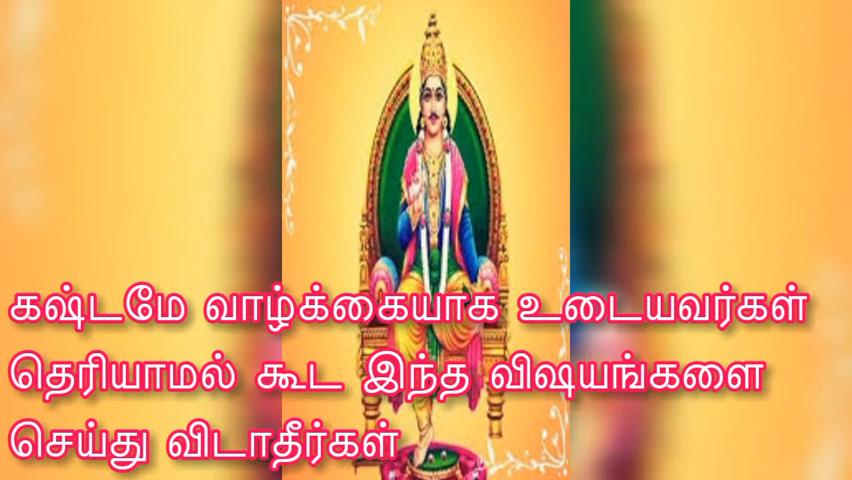 கஷ்டமே வாழ்க்கையாக உடையவர்கள்
தெரியாமல் கூட இந்த விஷயங்களை
செய்து விடாதீர்கள்